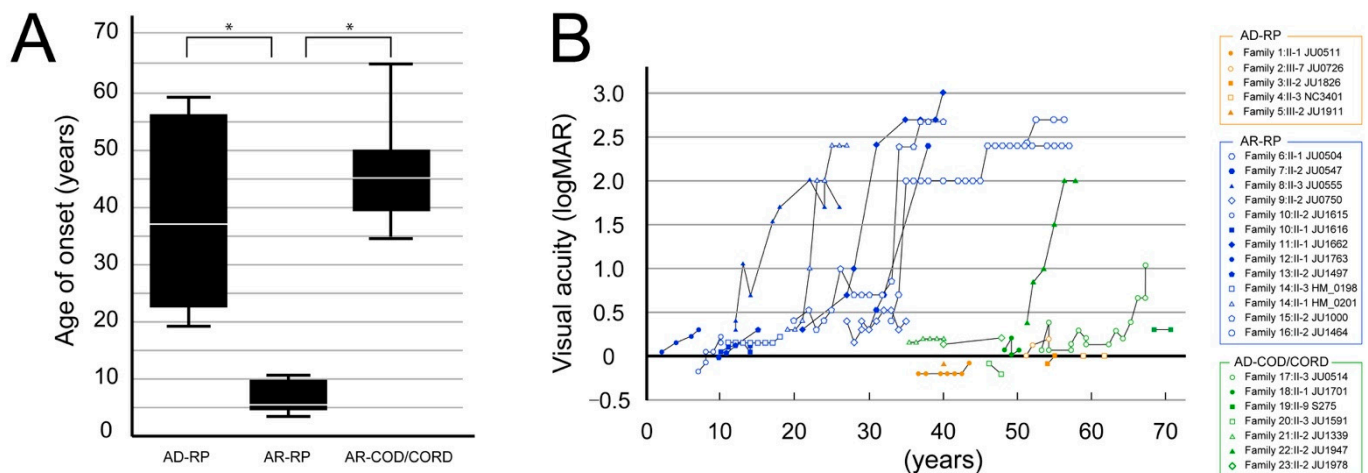 A
70
60
50
40
30
20
10
0
Age of onset (years)
*
*
AD-RP
AR-RP
AR-COD/CORD
B
3.0
2.5
2.0
1.5
1.0
0.5
0
−0.5
Visual acuity (logMAR)
0
2
10
20
30
40
50
60
70
(years)
AD-RP
Family 1:II-1 JU0511
Family 2:III-7 JU0726
Family 3:II-2 JU1826
Family 4:II-3 NC3401
Family 5:III-2 JU1911
AR-RP
Family 6:II-1 JU0504
Family 7:II-2 JU0547
Family 8:II-3 JU0555
Family 9:II-2 JU0750
Family 10:II-2 JU1615
Family 10:II-1 JU1616
Family 11:II-1 JU1662
Family 12:II-1 JU1763
Family 13:II-2 JU1497
Family 14:II-3 HM_0198
Family 14:II-1 HM_0201
Family 15:II-2 JU1000
Family 16:II-2 JU1464
AD-COD/CORD
Family 17:II-3 JU0514
Family 18:II-1 JU1701
Family 19:II-9 S275
Family 20:II-3 JU1591
Family 21:II-2 JU1339
Family 22:II-2 JU1947
Family 23:II-2 JU1978